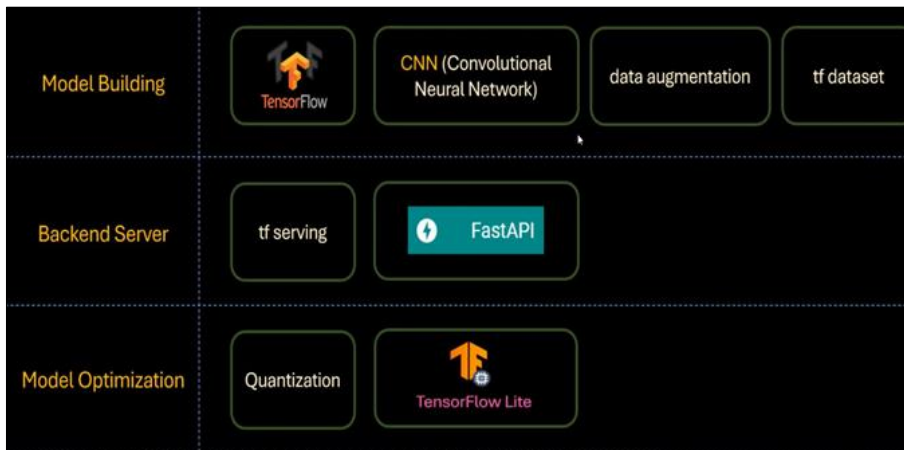 Model Building
TensorFlow
CNN (Convolutional
Neural Network)
data augmentation
tf dataset
Backend Server
tf serving
FastAPI
Model Optimization
Quantization
TensorFlow Lite